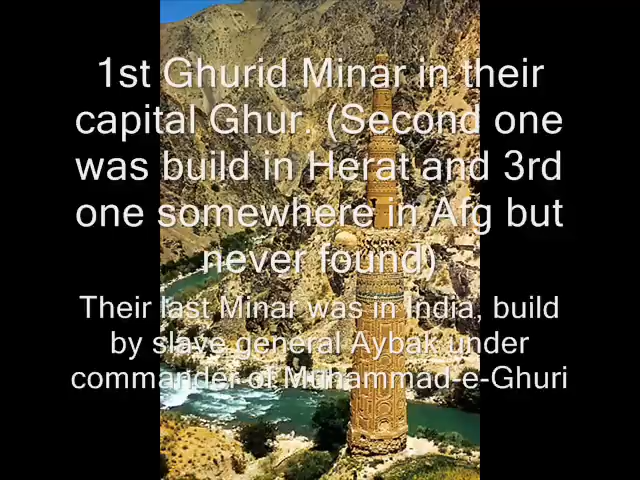 1st Ghurid Minar in their
capital Ghur. (Second one
was build in Herat and 3rd
one somewhere in Afg but
never found)
Their last Minar was in India, build
by slave general Aybak under
commander of Muhammad-e-Ghuri